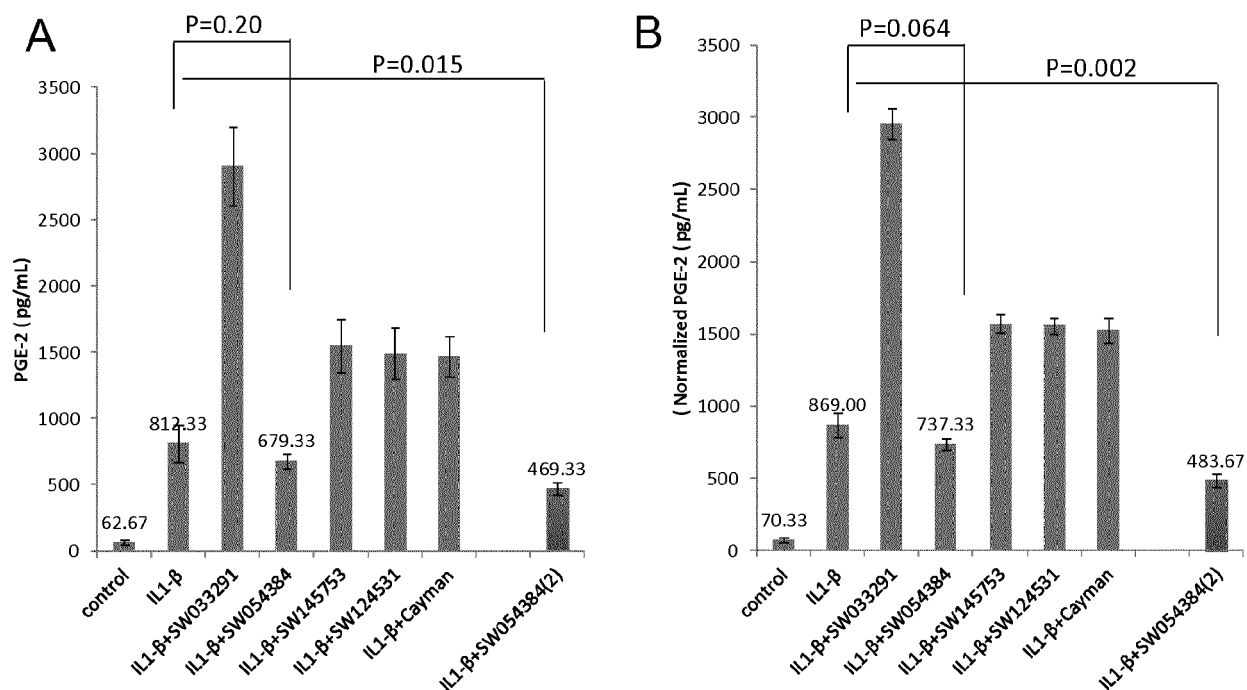 A
P=0.20
P=0.015
PGE-2 ( pg/mL)
3500
3000
2500
2000
1500
1000
500
0
62.67
812.33
679.33
469.33
control
IL1-β
IL1-β+SW033291
IL1-β+SW054384
IL1-β+SW145753
IL1-β+SW124531
IL1-β+Cayman
IL1-β+SW054384(2)
B
P=0.064
P=0.002
( Normalized PGE-2 ( pg/mL)
3500
3000
2500
2000
1500
1000
500
0
70.33
869.00
737.33
483.67
control
IL1-β
IL1-β+SW033291
IL1-β+SW054384
IL1-β+SW145753
IL1-β+SW124531
IL1-β+Cayman
IL1-β+SW054384(2)